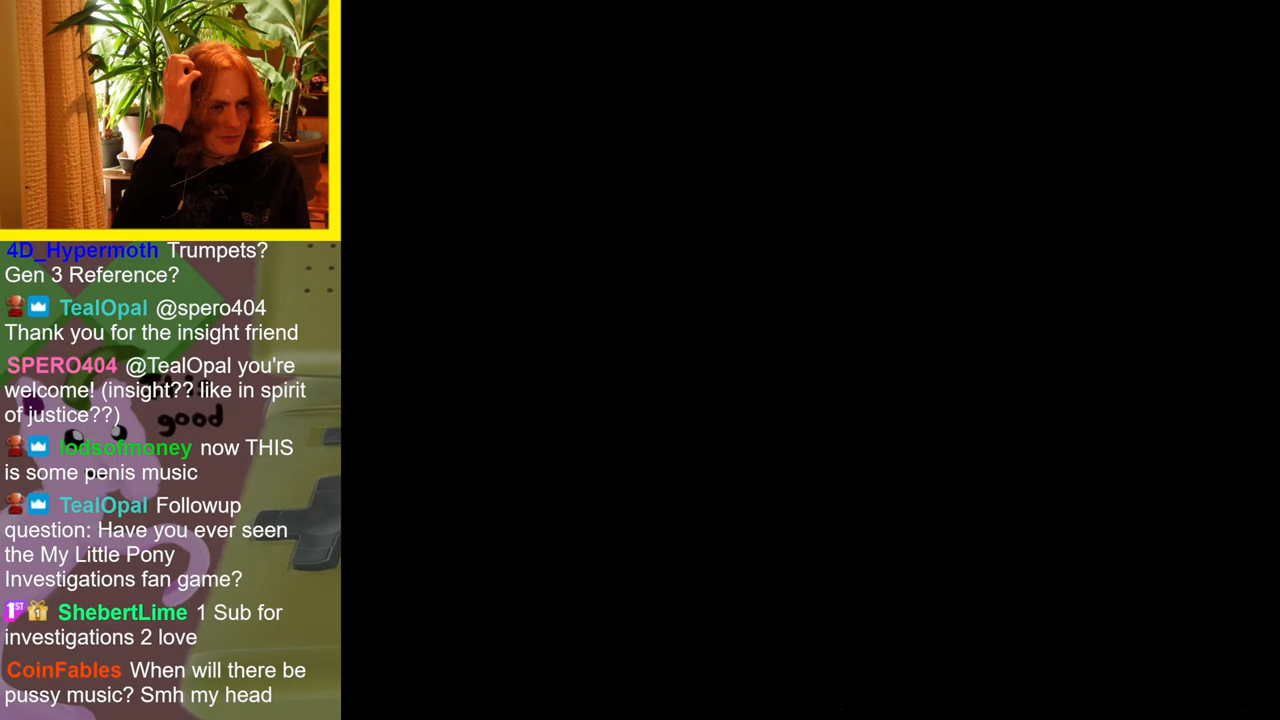 4D_Hypermoth Trumpets?
Gen 3 Reference?
TealOpal @spero404
Thank you for the insight friend
SPERO404 @TealOpal you're
welcome! (insight?? like in spirit
of justice??)
good
lodsofmoney now THIS
is some penis music
1ST
TealOpal Followup
question: Have you ever seen
the My Little Pony
Investigations fan game?
ShebertLime 1 Sub for
investigations 2 love
CoinFables When will there be
pussy music? Smh my head